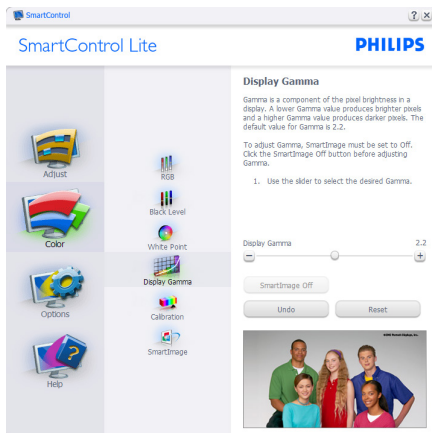 SmartControl
SmartControl Lite
PHILIPS
Adjust
Color
Options
Help
RGB
Black Level
White Point
Display Gamma
Calibration
SmartImage
Display Gamma
Gamma is a component of the pixel brightness in a
display. A lower Gamma value produces brighter pixels
and a higher Gamma value produces darker pixels. The
default value for Gamma is 2.2.
To adjust Gamma, SmartImage must be set to Off.
Click the SmartImage Off button before adjusting
Gamma.
1. Use the slider to select the desired Gamma.
Display Gamma 2.2
SmartImage Off
Undo Reset